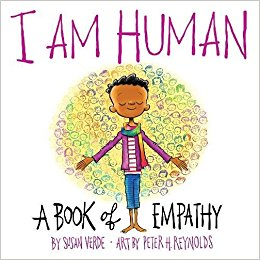 I AM HUMAN
A BOOK of EMPATHY
BY SUSAN VERDE • ART BY PETER H. REYNOLDS